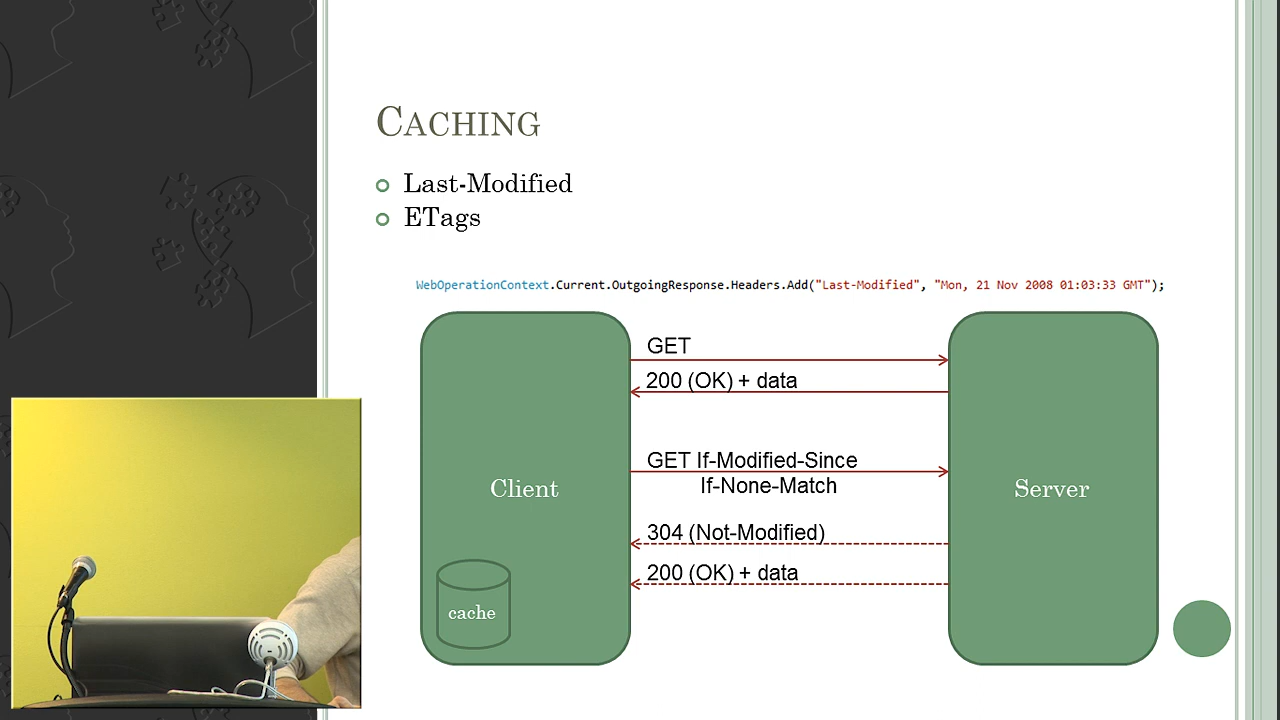 CACHING
Last-Modified
ETags
WebOperationContext.Current.OutgoingResponse.Headers.Add("Last-Modified", "Mon, 21 Nov 2008 01:03:33 GMT");
GET
200 (OK) + data
GET If-Modified-Since
If-None-Match
Client
Server
304 (Not-Modified)
200 (OK) + data
cache